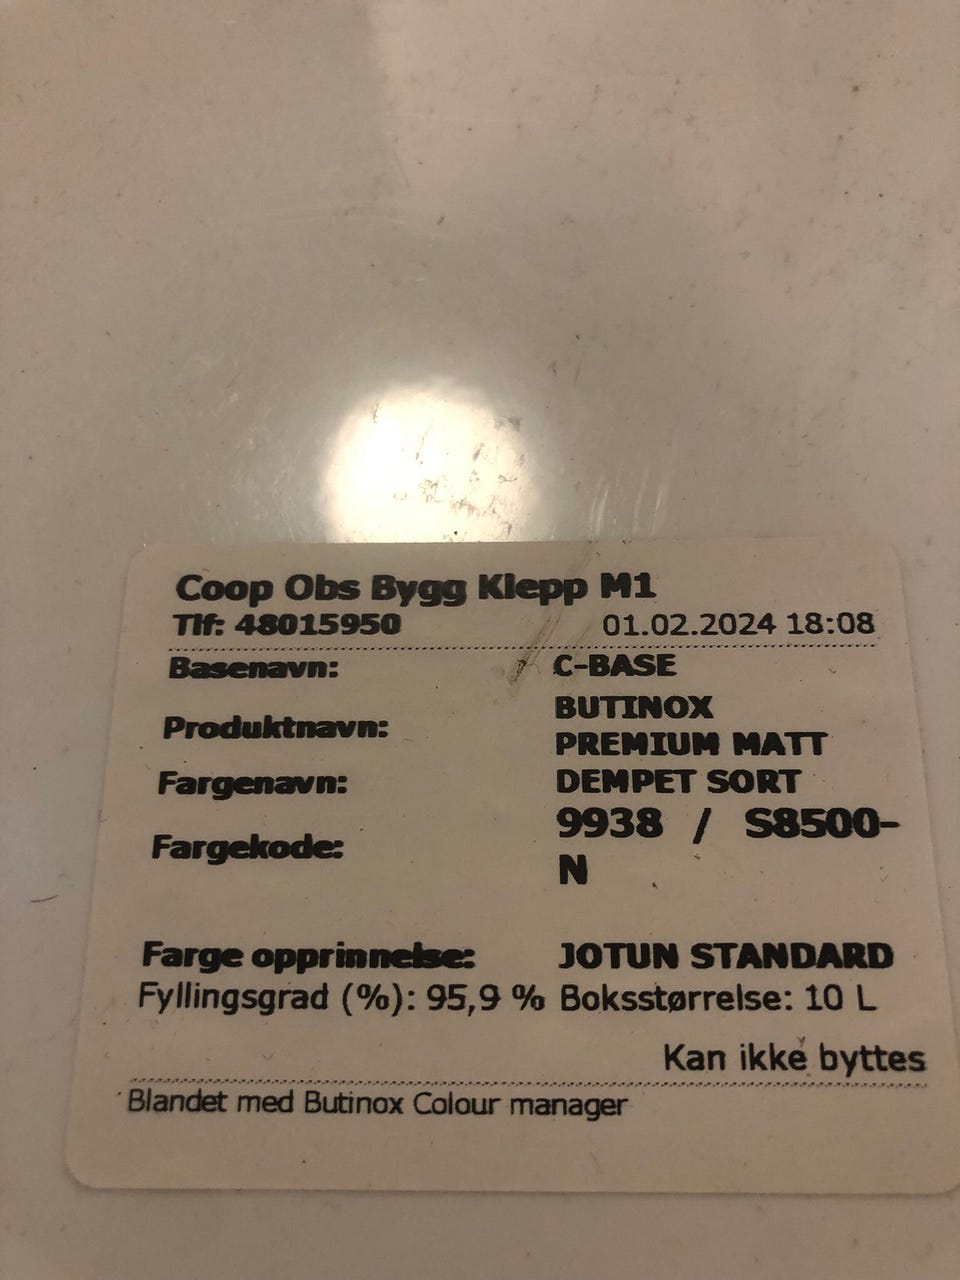 Coop Obs Bygg Klepp M1
Tlf: 48015950 01.02.2024 18:08
Basenavn: C-BASE
Produktnavn: BUTINOX
PREMIUM MATT
Fargenavn: DEMPET SORT
Fargekode: 9938 / S8500-
N
Farge opprinnelse: JOTUN STANDARD
Fyllingsgrad (%): 95,9 % Boksstørrelse: 10 L
Kan ikke byttes
Blandet med Butinox Colour manager